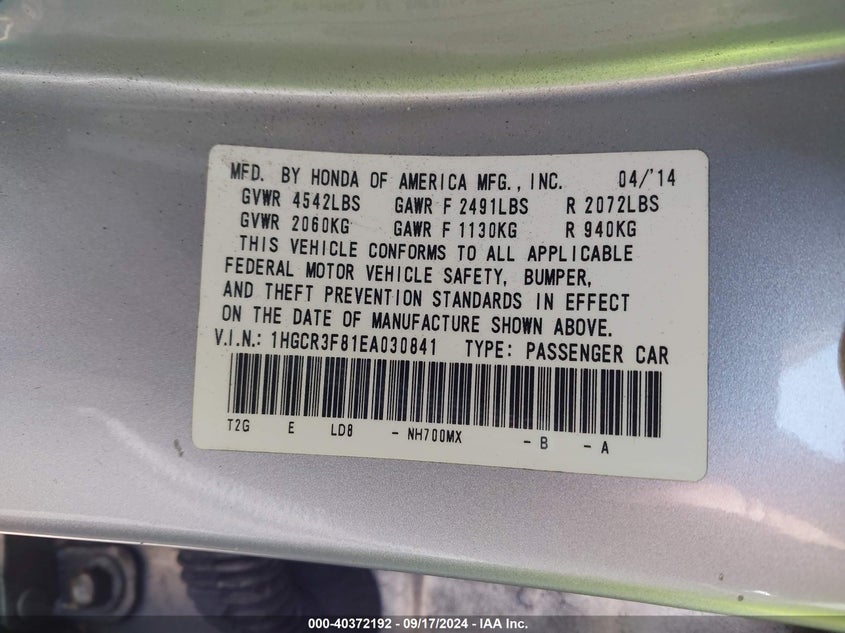 MFD. BY HONDA OF AMERICA MFG., INC. 04/'14
GVWR 4542LBS GAWR F 2491LBS R 2072LBS
GVWR 2060KG GAWR F 1130KG R 940KG
THIS VEHICLE CONFORMS TO ALL APPLICABLE
FEDERAL MOTOR VEHICLE SAFETY, BUMPER,
AND THEFT PREVENTION STANDARDS IN EFFECT
ON THE DATE OF MANUFACTURE SHOWN ABOVE.
V.I.N.: 1HGCR3F81EA030841 TYPE: PASSENGER CAR
T2G E LD8 - NH700MX - B - A
000-40372192 - 09/17/2024 - IAA Inc.